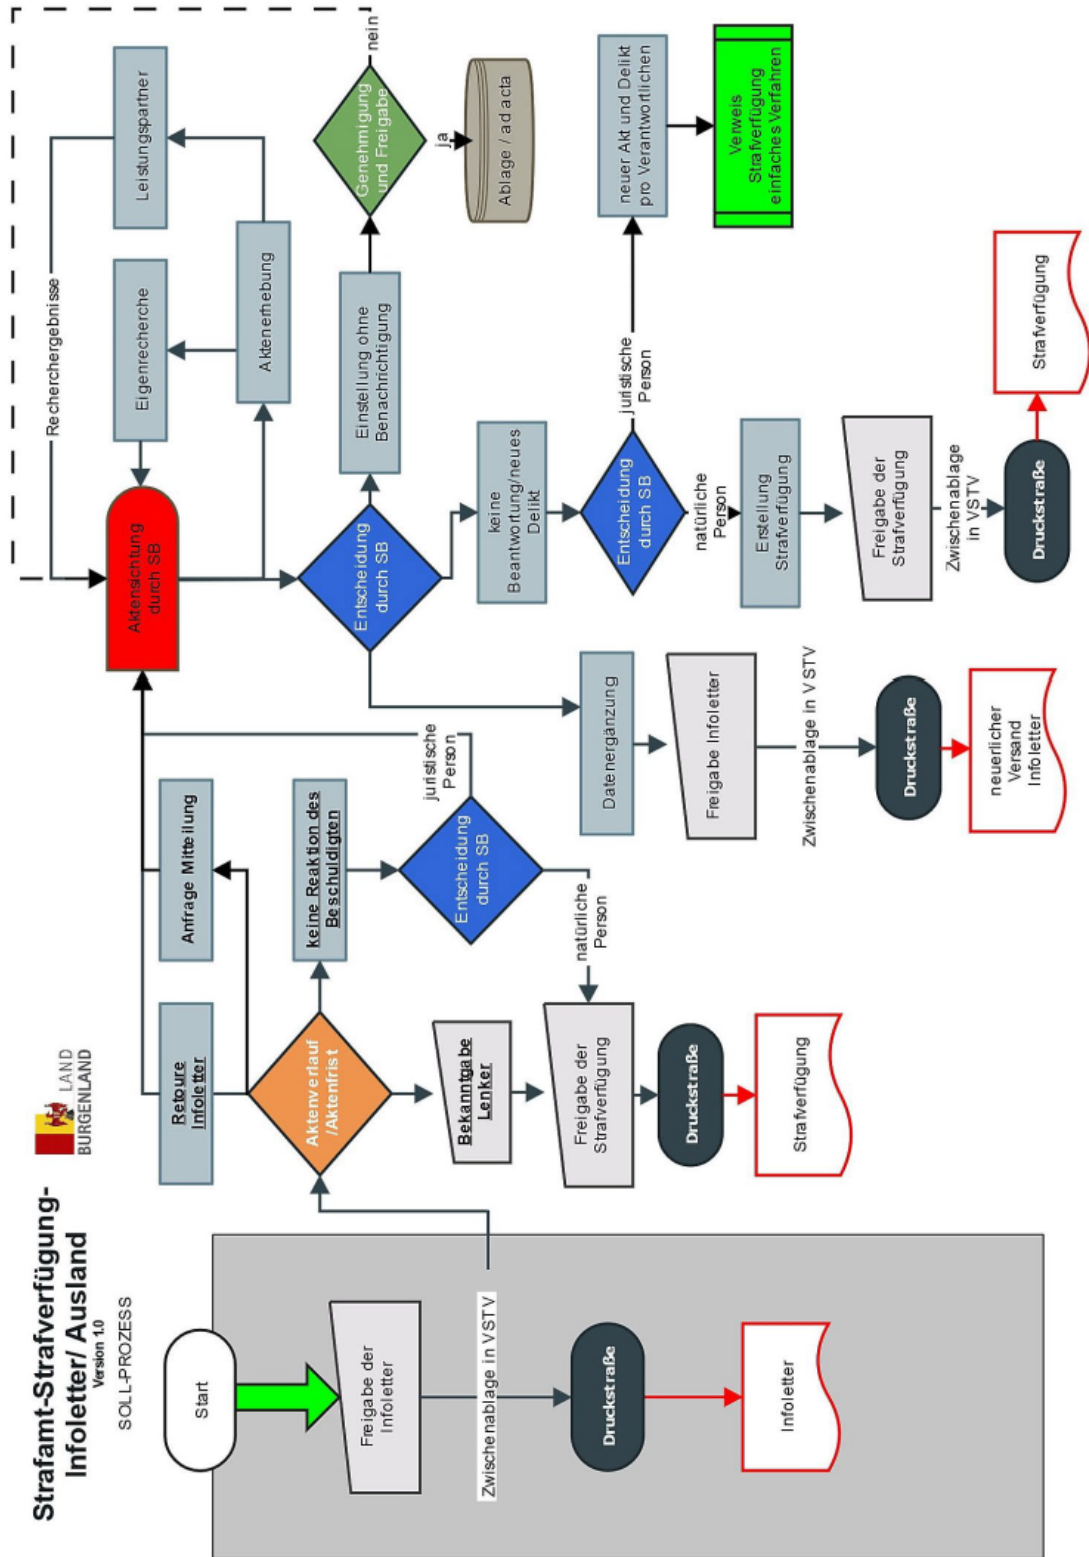 Strafamt-Strafverfügung-
Infoletter/ Ausland
Version 1.0
SOLL-PROZESS
LAND
BURGENLAND
Start
Freigabe der
Infoletter
Zwischenablage in VSTV
Druckstraße
Infoletter
Retoure
Infoletter
Anfrage Mitteilung
Aktenverlauf
/Aktenfrist
keine Reaktion des
Beschuldigten
Entscheidung
durch SB
juristische
Person
natürliche
Person
Bekanntgabe
Lenker
Freigabe der
Strafverfügung
Druckstraße
Strafverfügung
Aktensichtung
durch SB
Rechercheergebnisse
Eigenrecherche
Leistungspartner
Aktenerhebung
Entscheidung
durch SB
Einstellung ohne
Benachrichtigung
Genehmigung
und Freigabe
nein
ja
Ablage / ad acta
keine
Beantwortung/neues
Delikt
Entscheidung
durch SB
juristische
Person
neuer Akt und Delikt
pro Verantwortlichen
Verweis
Strafverfügung
einfaches Verfahren
natürliche
Person
Erstellung
Strafverfügung
Freigabe der
Strafverfügung
Zwischenablage
in VSTV
Druckstraße
Strafverfügung
Datenergänzung
Freigabe Infoletter
Zwischenablage in V STV
Druckstraße
neuerlicher
Versand
Infoletter